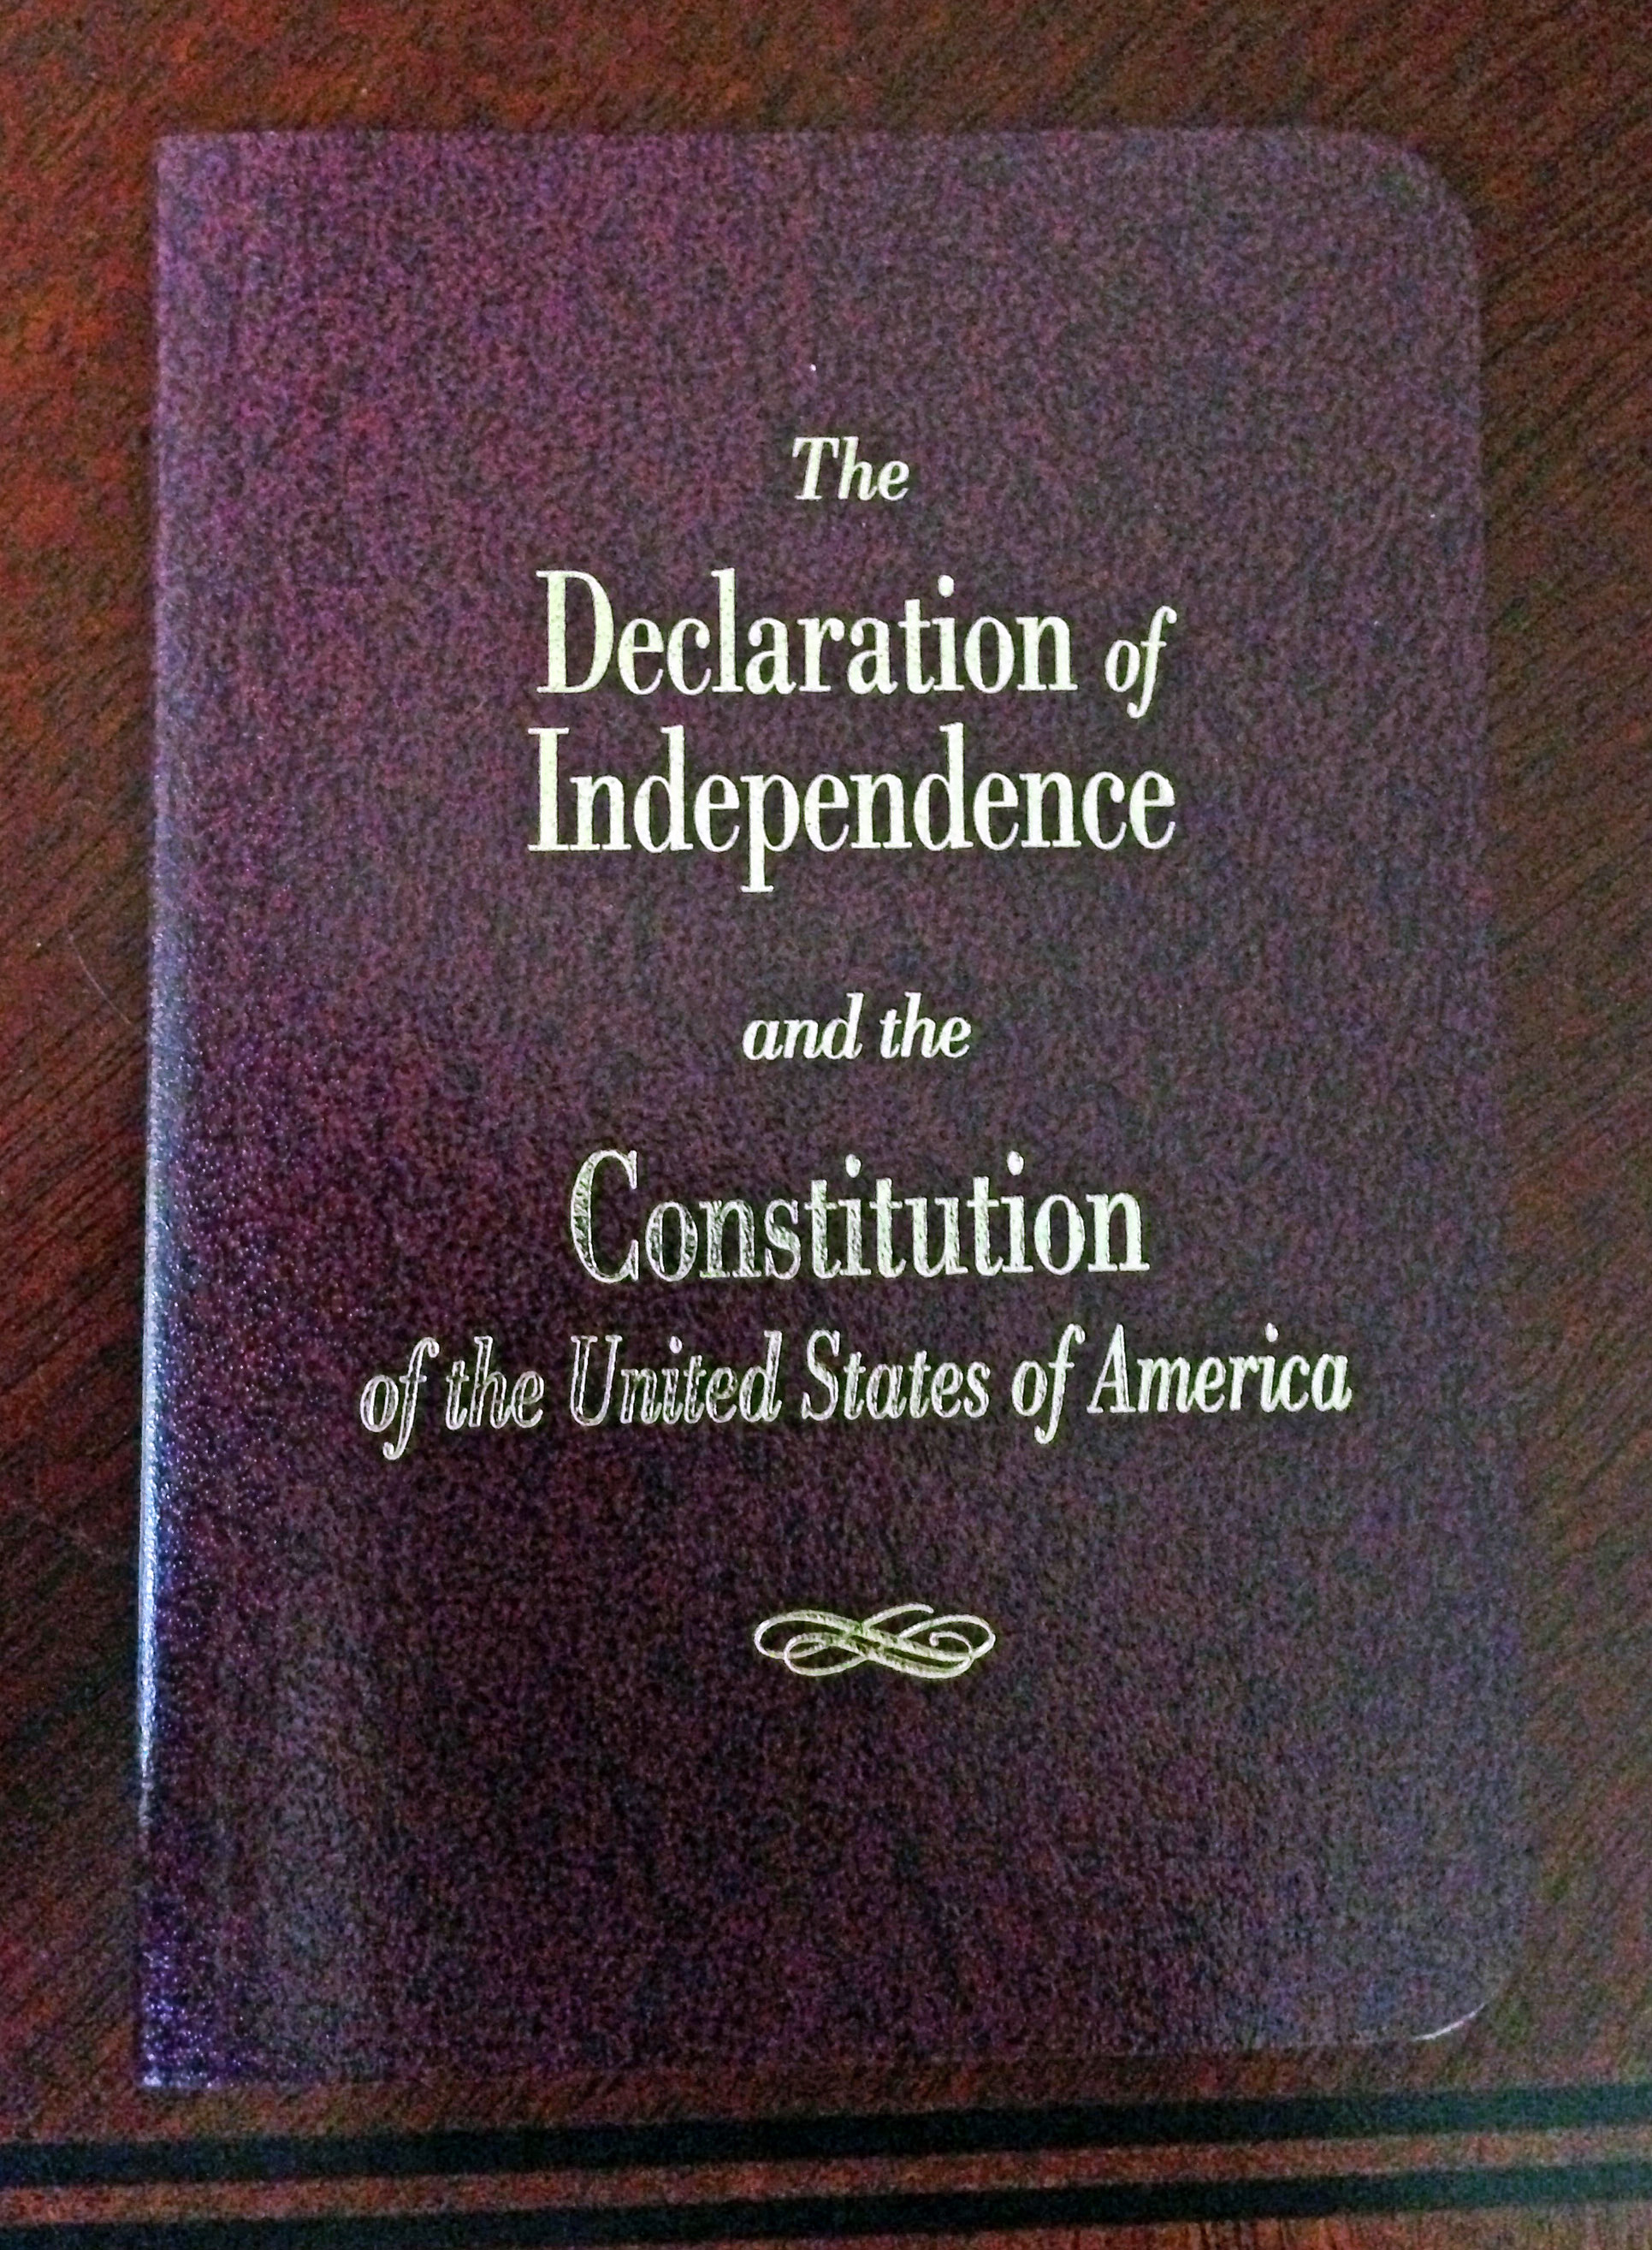 The
Declaration of
Independence
and the
Constitution
of the United States of America